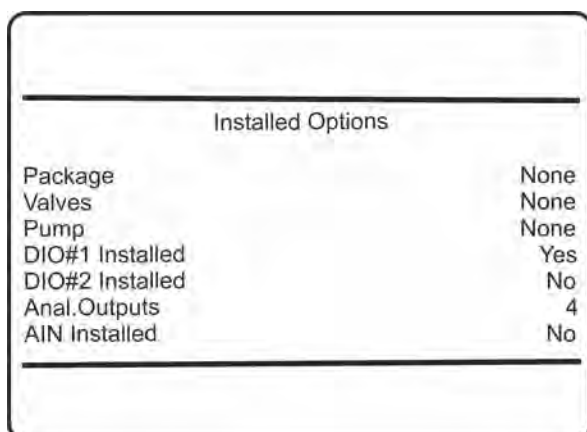 Installed Options
Package None
Valves None
Pump None
DIO#1 Installed Yes
DIO#2 Installed No
Anal.Outputs 4
AIN Installed No